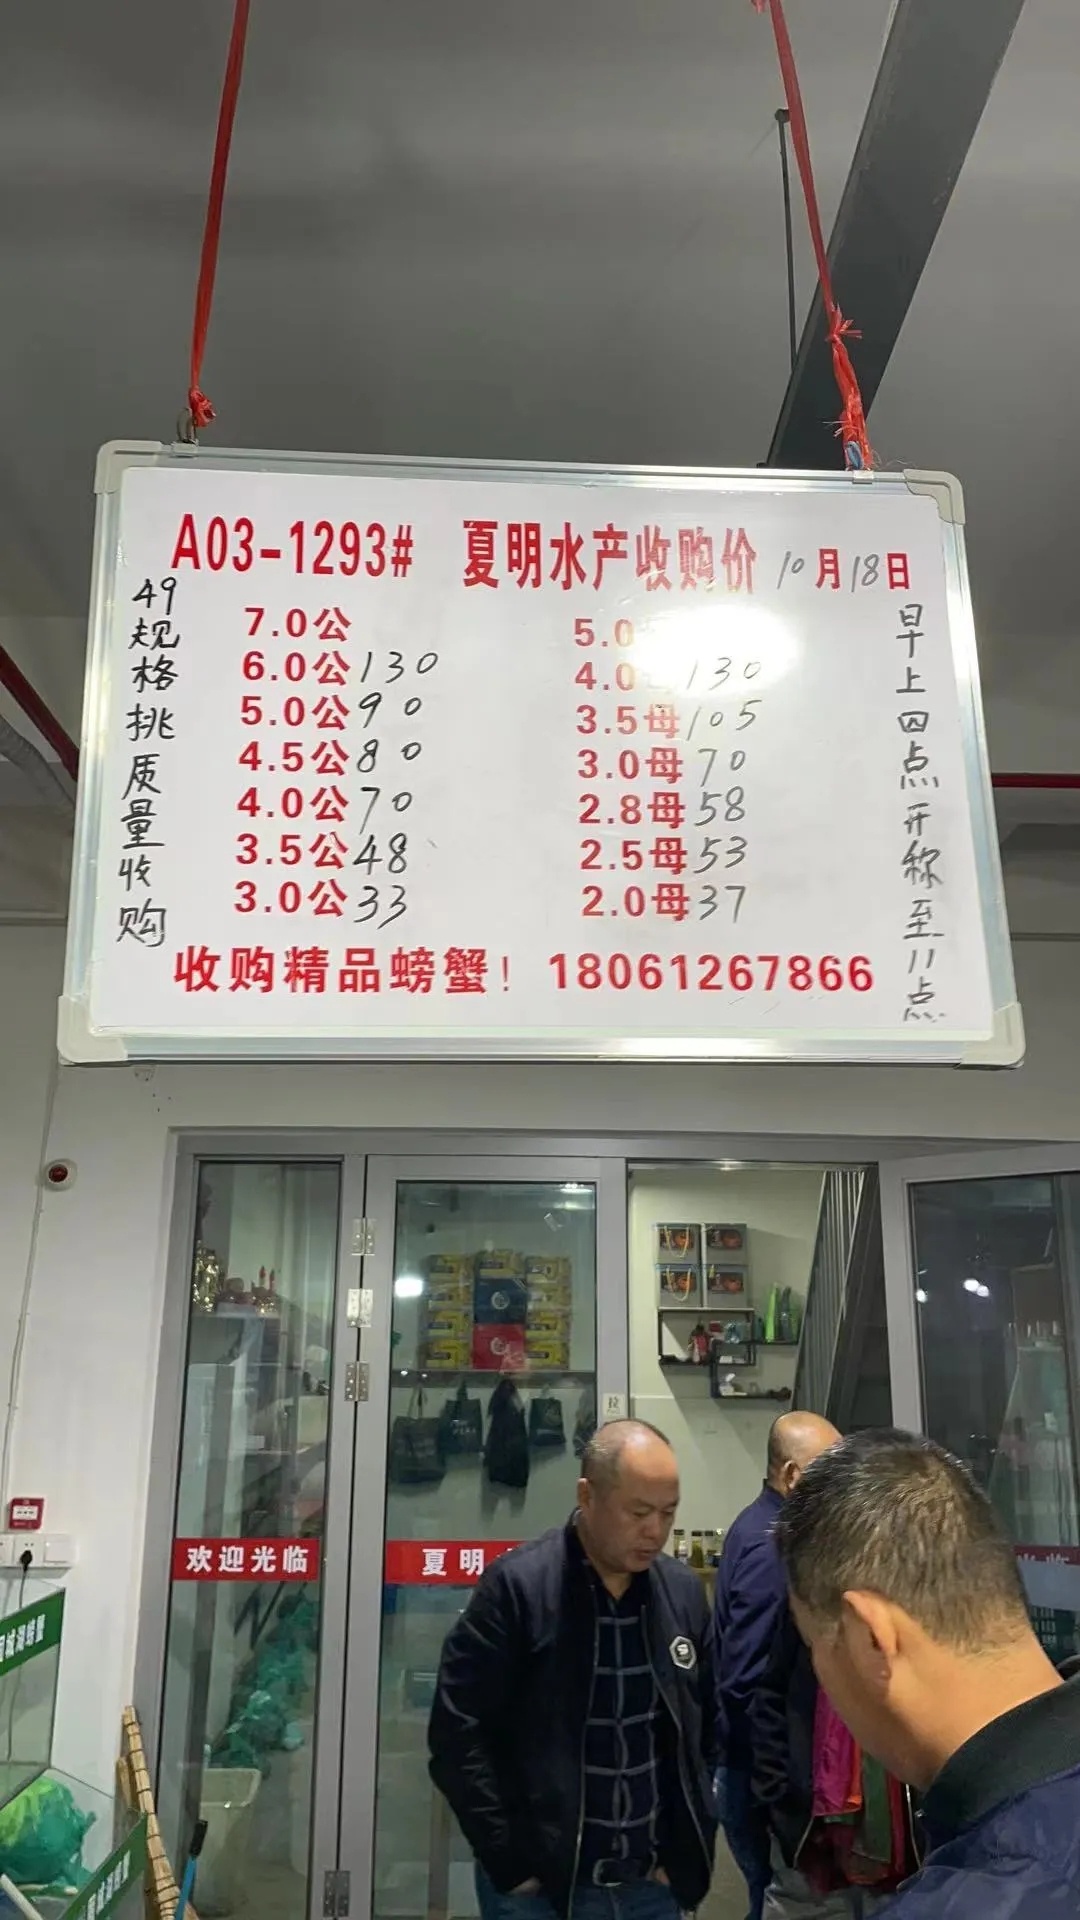 A03-1293# 夏明水产收购价 10月18日
49规格挑质量收购
7.0公
6.0公130
5.0公90
4.5公80
4.0公70
3.5公48
3.0公33
5.0
4.0 130
3.5母105
3.0母70
2.8母58
2.5母53
2.0母37
早上四点开称至11点
收购精品螃蟹! 18061267866
欢迎光临
夏明